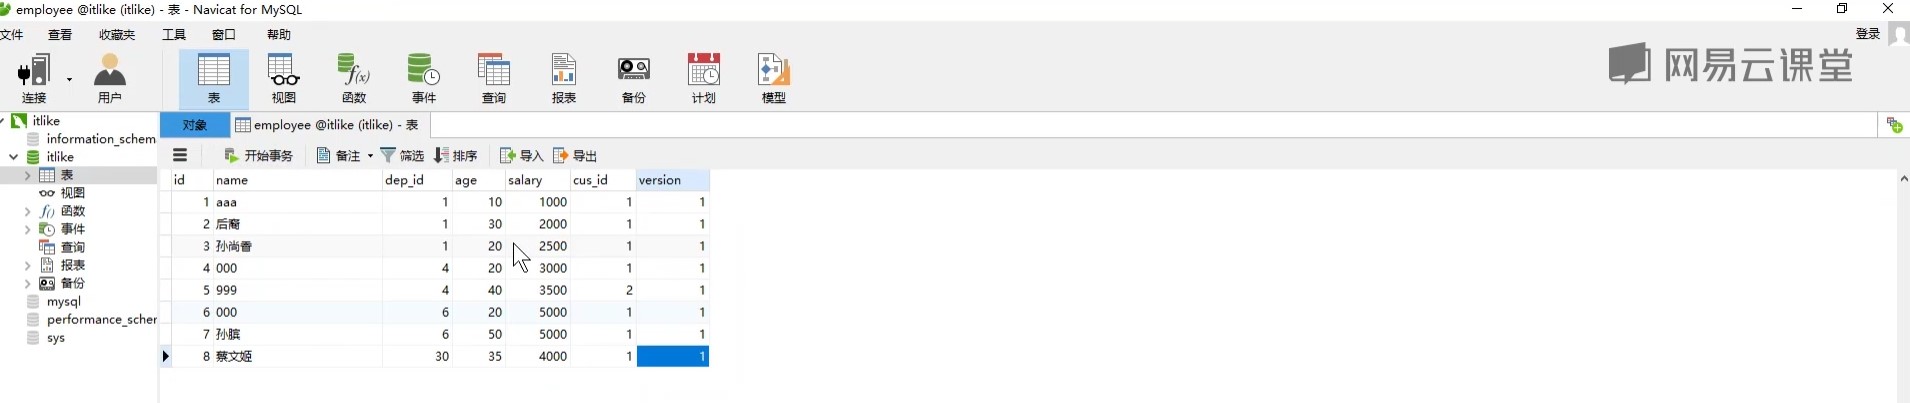 employee @itlike (itlike) - 表 - Navicat for MySQL
文件 查看 收藏夹 工具 窗口 帮助 登录
连接 用户 表 视图 函数 事件 查询 报表 备份 计划 模型
网易云课堂
itlike
information_schem
itlike
表
视图
函数
事件
查询
报表
备份
mysql
performance_scher
sys
对象 employee @itlike (itlike) - 表
开始事务 备注 筛选 排序 导入 导出
id name dep_id age salary cus_id version
1 aaa 1 10 1000 1 1
2 后裔 1 30 2000 1 1
3 孙尚香 1 20 2500 1 1
4 000 4 20 3000 1 1
5 999 4 40 3500 2 1
6 000 6 20 5000 1 1
7 孙膑 6 50 5000 1 1
8 蔡文姬 30 35 4000 1 1